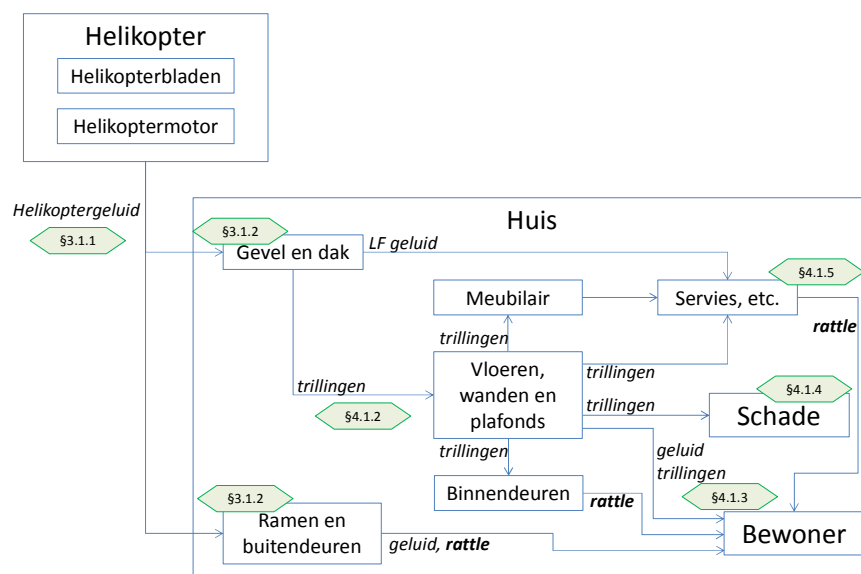 Helikopter
Helikopterbladen
Helikoptermotor
Helikoptergeluid
§3.1.1
Huis
§3.1.2
Gevel en dak
LF geluid
§4.1.5
Meubilair
Servies, etc.
rattle
trillingen
Vloeren,
wanden en
plafonds
trillingen
trillingen
§4.1.2
trillingen
§4.1.4
Schade
trillingen
geluid
trillingen
Binnendeuren
rattle
§4.1.3
§3.1.2
Ramen en
buitendeuren
geluid, rattle
Bewoner